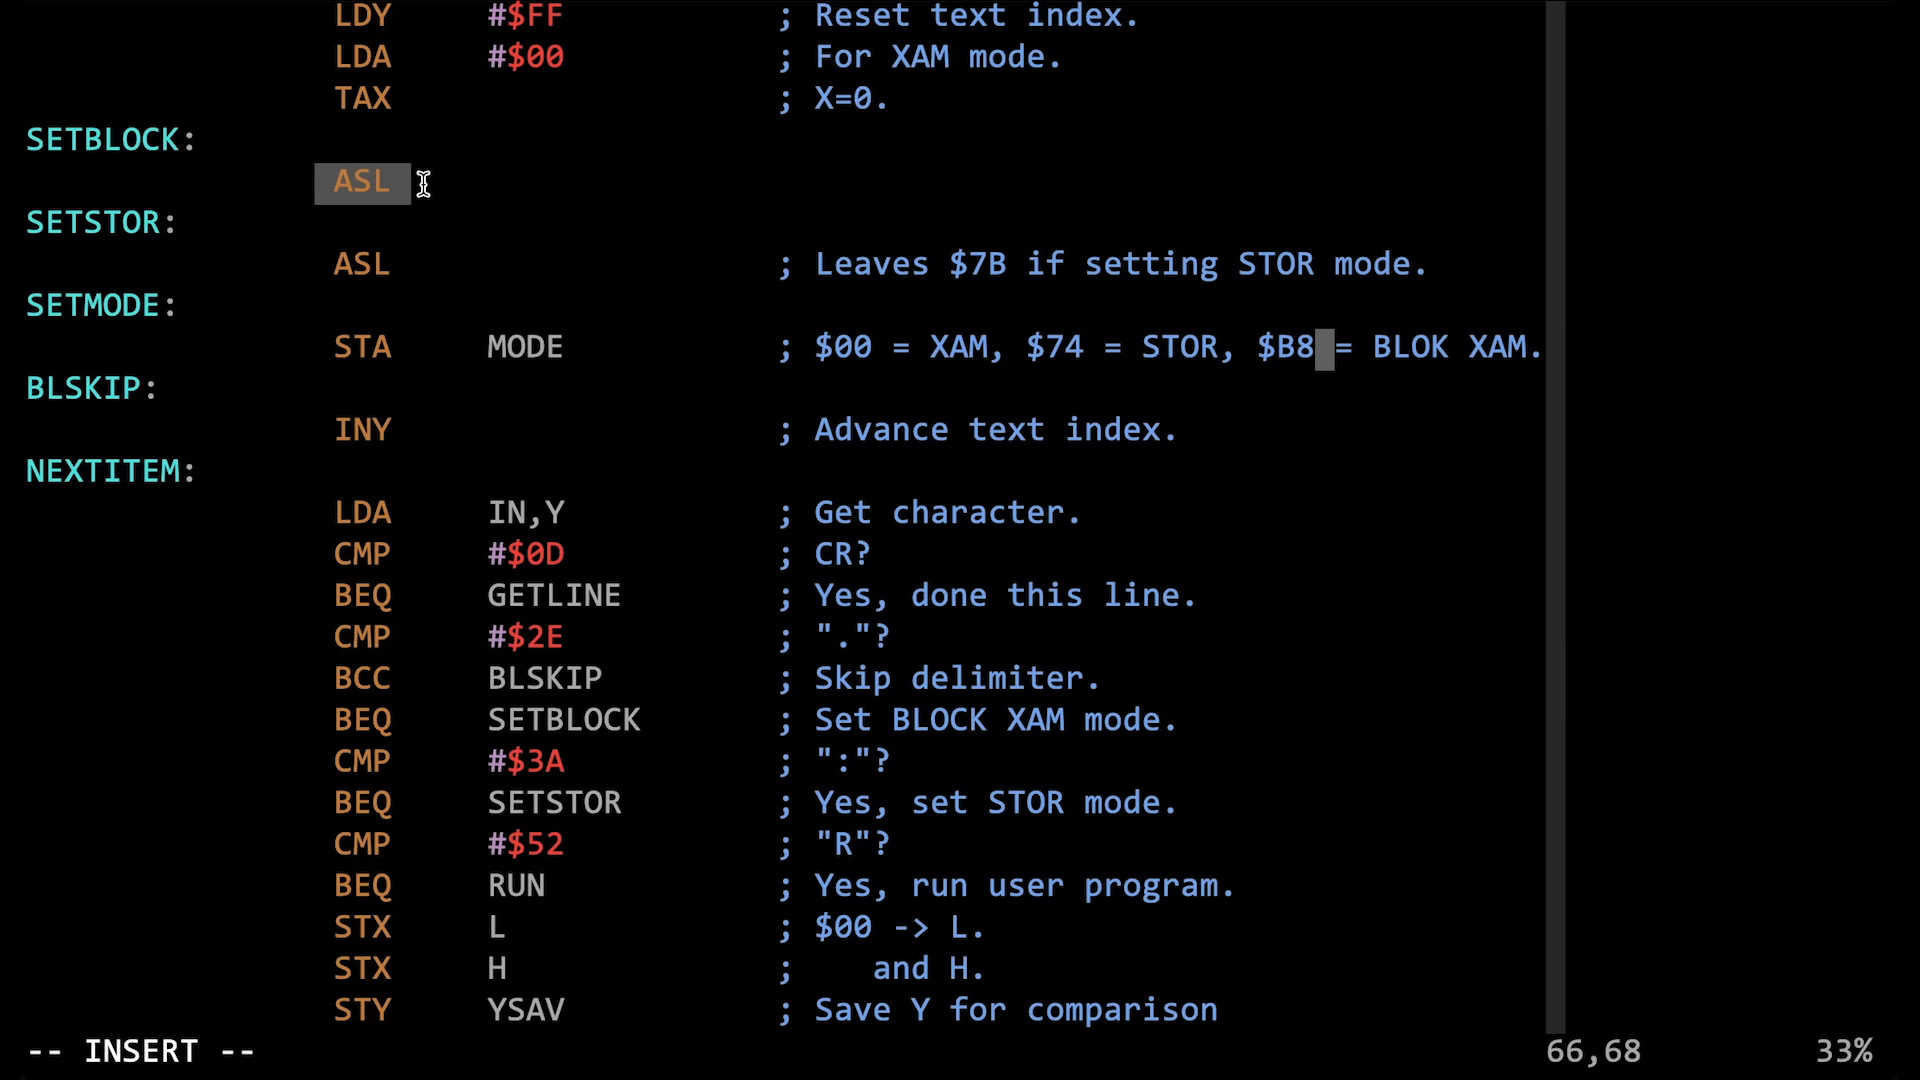 LDY #$FF ; Reset text index.
LDA #$00 ; For XAM mode.
TAX ; X=0.
SETBLOCK:
ASL
SETSTOR:
ASL ; Leaves $7B if setting STOR mode.
SETMODE:
STA MODE ; $00 = XAM, $74 = STOR, $B8 = BLOK XAM.
BLSKIP:
INY ; Advance text index.
NEXTITEM:
LDA IN,Y ; Get character.
CMP #$0D ; CR?
BEQ GETLINE ; Yes, done this line.
CMP #$2E ; "."?
BCC BLSKIP ; Skip delimiter.
BEQ SETBLOCK ; Set BLOCK XAM mode.
CMP #$3A ; ":"?
BEQ SETSTOR ; Yes, set STOR mode.
CMP #$52 ; "R"?
BEQ RUN ; Yes, run user program.
STX L ; $00 -> L.
STX H ; and H.
STY YSAV ; Save Y for comparison
-- INSERT -- 66,68 33%